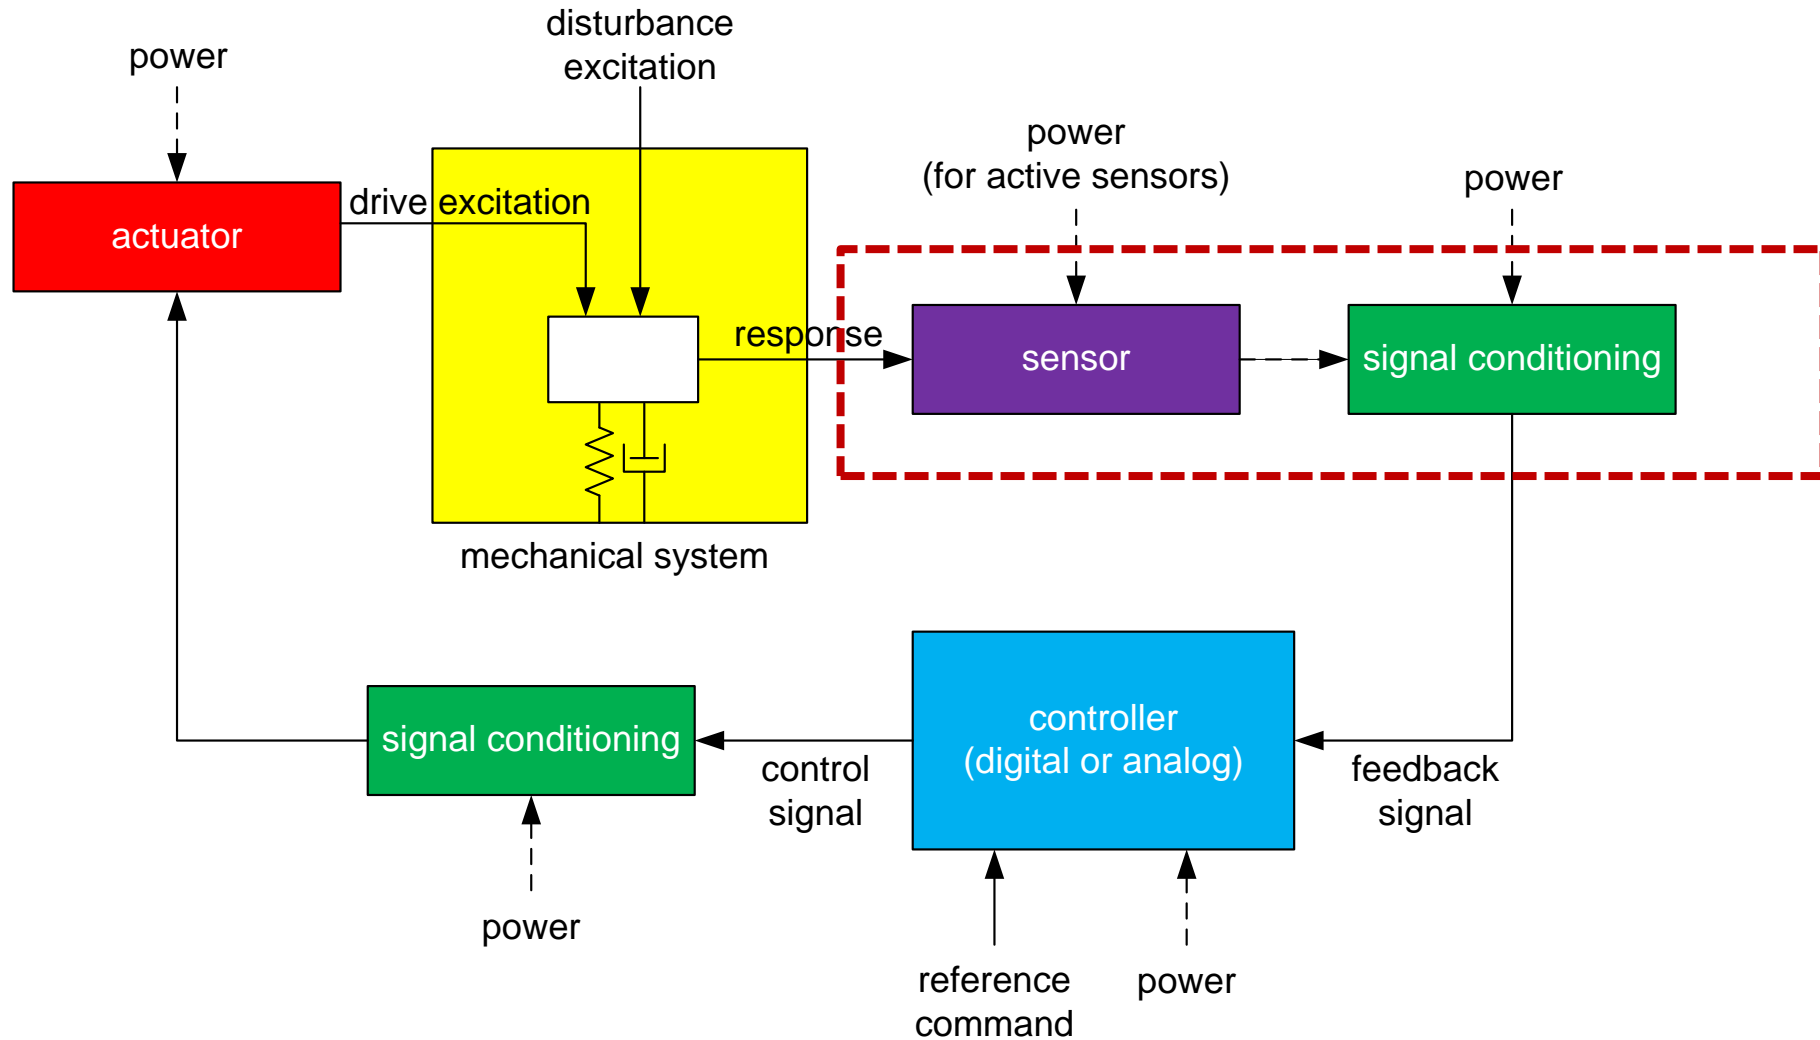 disturbance
excitation
power
power
(for active sensors)
power
actuator
drive excitation
response
sensor
signal conditioning
mechanical system
signal conditioning
control
signal
controller
(digital or analog)
feedback
signal
power
reference
command
power